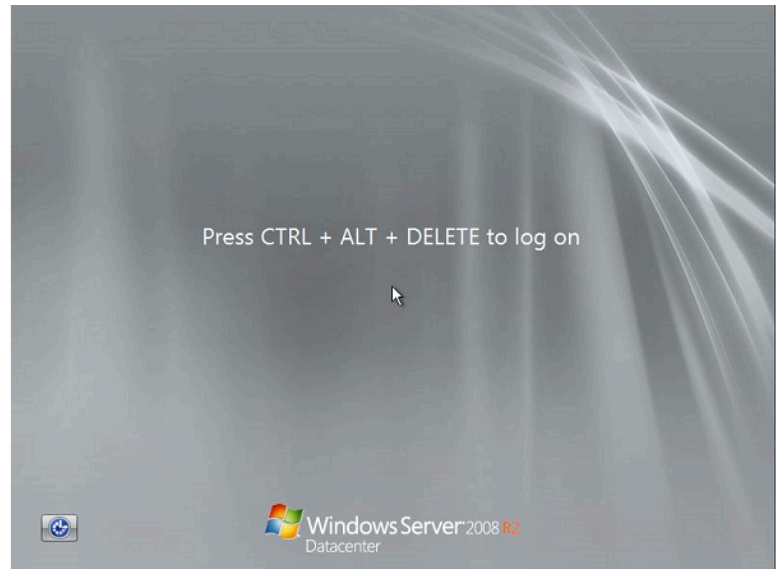 Press CTRL + ALT + DELETE to log on
Windows Server 2008 R2
Datacenter